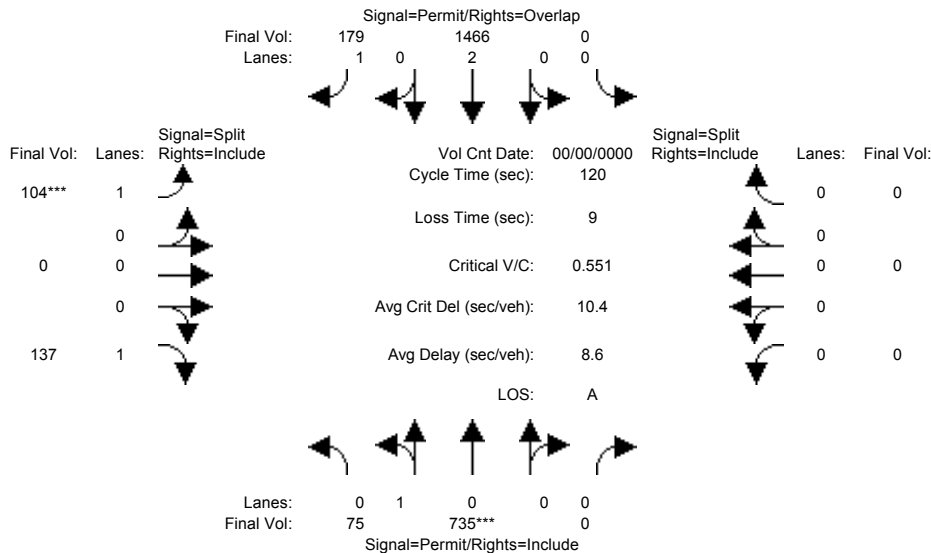 Signal=Permit/Rights=Overlap
Final Vol: 179 1466 0
Lanes: 1 0 2 0 0
Signal=Split Signal=Split
Final Vol: Lanes: Rights=Include Vol Cnt Date: 00/00/0000 Rights=Include Lanes: Final Vol:
104*** 1 Cycle Time (sec): 120 0 0
0 Loss Time (sec): 9 0
0 0 Critical V/C: 0.551 0 0
0 Avg Crit Del (sec/veh): 10.4 0
137 1 Avg Delay (sec/veh): 8.6 0 0
LOS: A
Lanes: 0 1 0 0 0
Final Vol: 75 735*** 0
Signal=Permit/Rights=Include